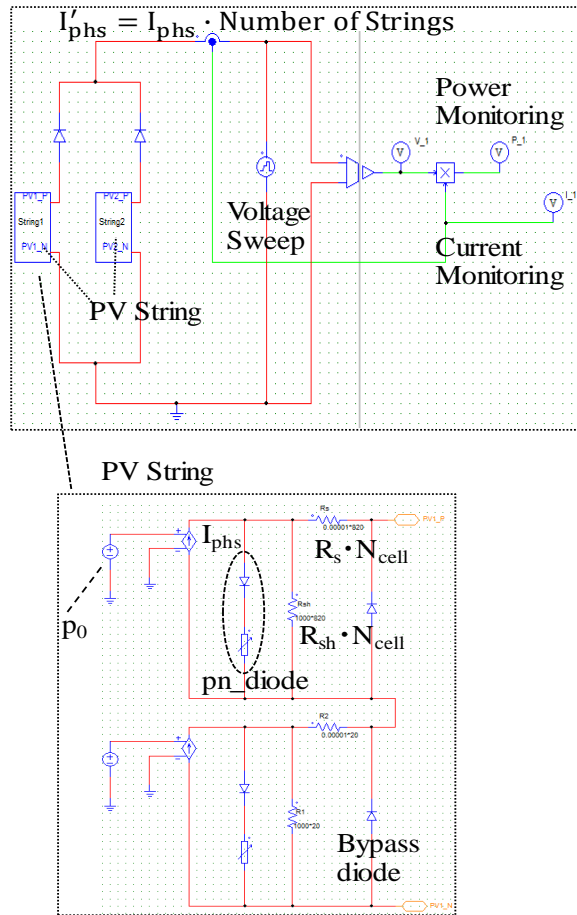 I′phs = Iphs · Number of Strings
Power
Monitoring
V_1
P_1
V
V
I_1
V
PV1_P
PV2_P
String1
String2
PV1_N
PV2_N
Voltage
Sweep
Current
Monitoring
PV String
PV String
Rs
0.00001*820
PV1_P
Iphs
Rs · Ncell
p0
Rsh
1000*820
Rsh · Ncell
pn_diode
R2
0.00001*20
R1
1000*20
Bypass
diode
PV1_N